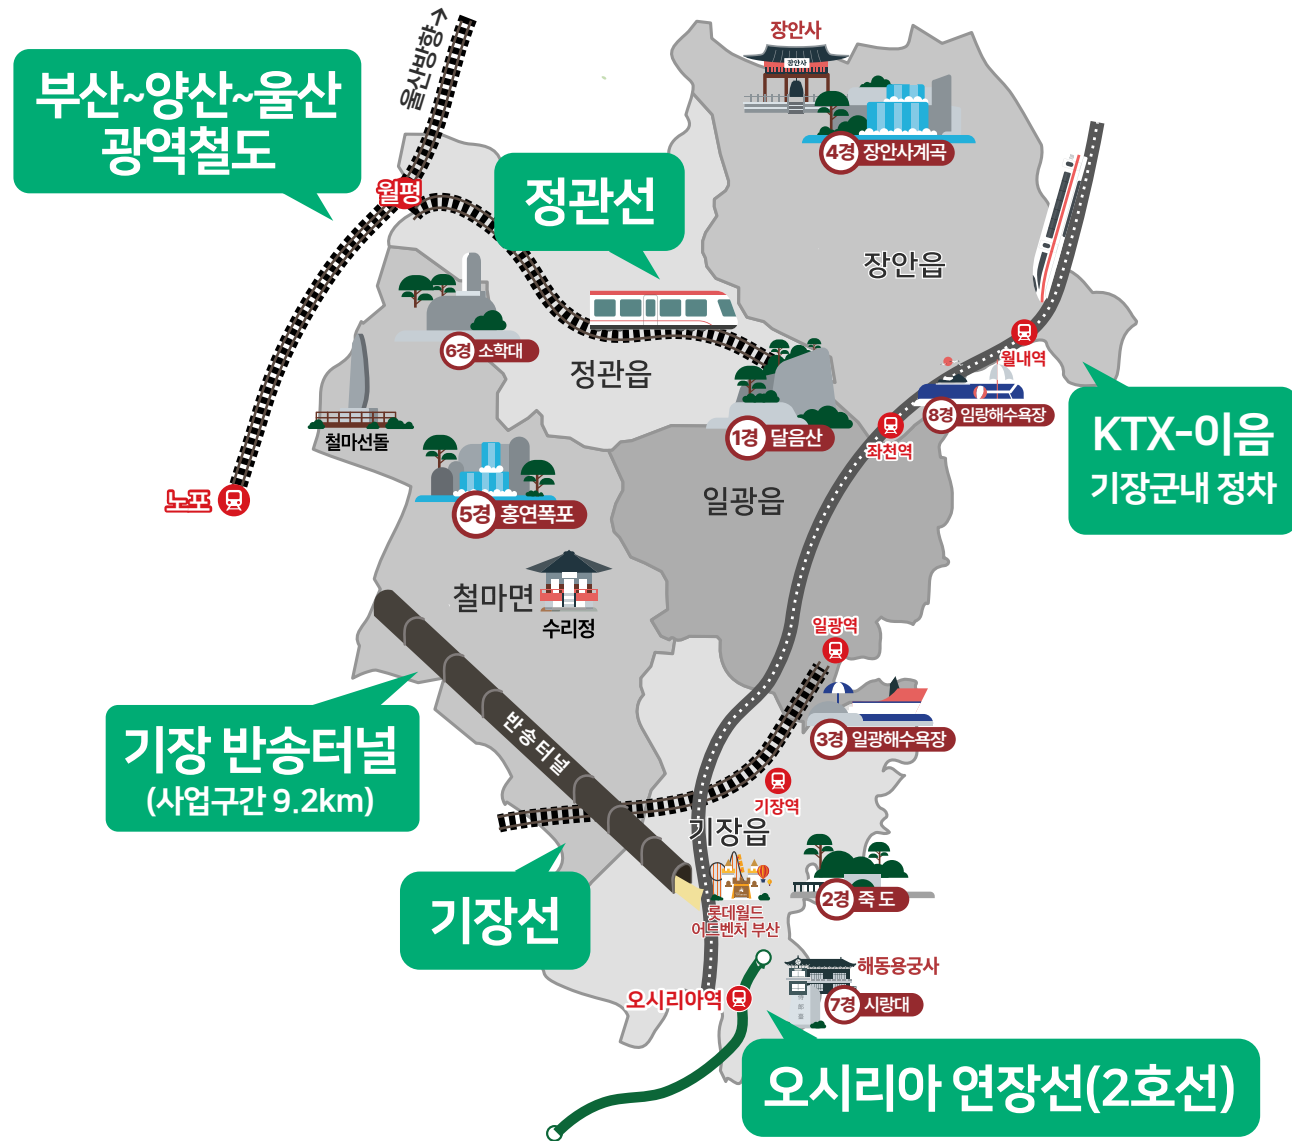 울산방향→
장안사
장안사
부산~양산~울산
광역철도
4경 장안사계곡
월평
정관선
장안읍
월내역
6경 소학대
정관읍
8경 임랑해수욕장
KTX-이음
기장군내 정차
철마선돌
1경 달음산
좌천역
노포
5경 홍연폭포
일광읍
철마면
수리정
일광역
반송터널
3경 일광해수욕장
기장 반송터널
(사업구간 9.2km)
기장역
기장읍
기장선
2경 죽 도
롯데월드
어드벤처 부산
해동용궁사
오시리아역
7경 시랑대
오시리아 연장선(2호선)